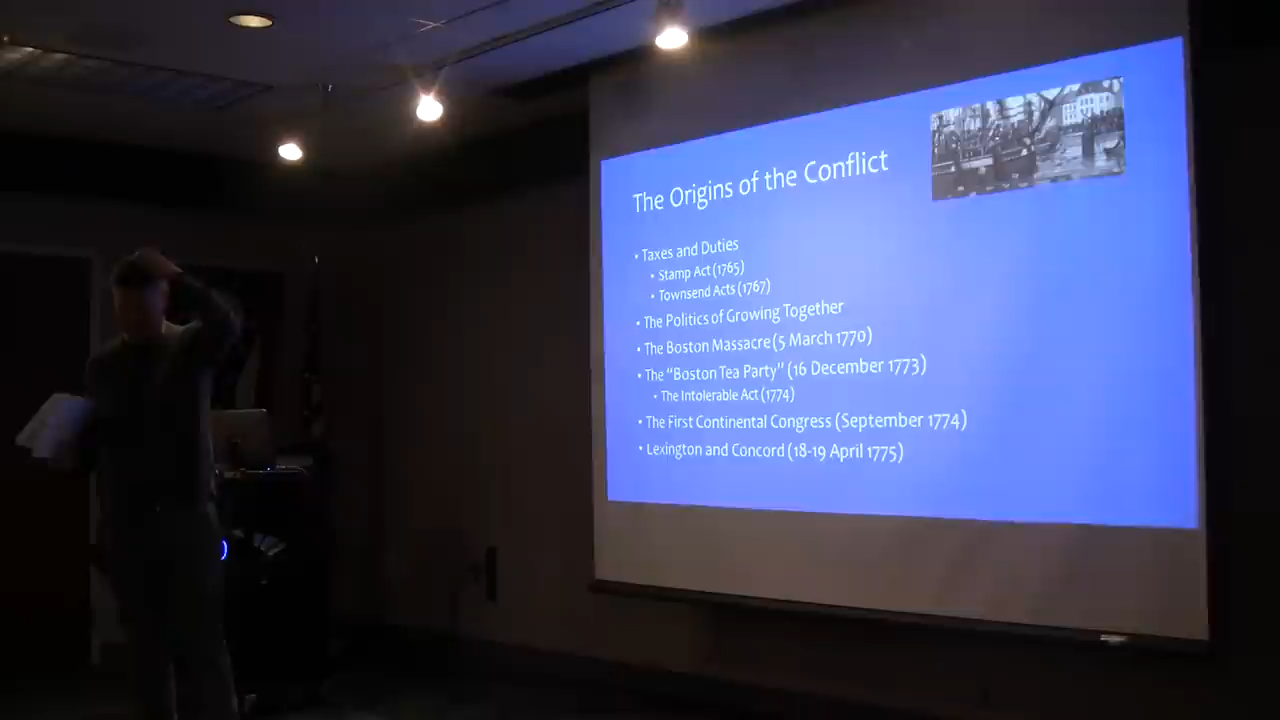 The Origins of the Conflict
• Taxes and Duties
• Stamp Act (1765)
• Townsend Acts (1767)
• The Politics of Growing Together
• The Boston Massacre (5 March 1770)
• The “Boston Tea Party” (16 December 1773)
• The Intolerable Act (1774)
• The First Continental Congress (September 1774)
• Lexington and Concord (18-19 April 1775)